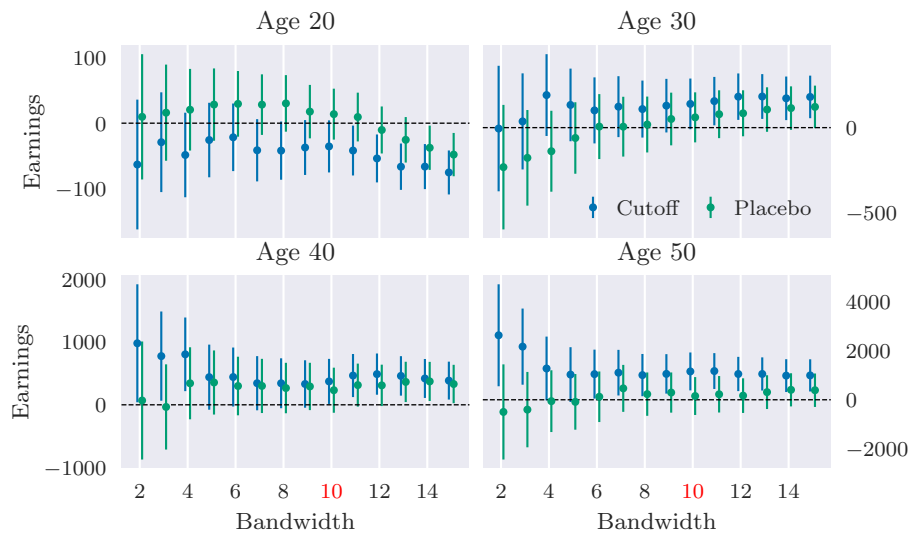 Age 20
Age 30
Earnings
100
0
−100
0
−500
Cutoff
Placebo
Age 40
Age 50
Earnings
2000
1000
0
−1000
4000
2000
0
−2000
2 4 6 8 10 12 14
2 4 6 8 10 12 14
Bandwidth
Bandwidth